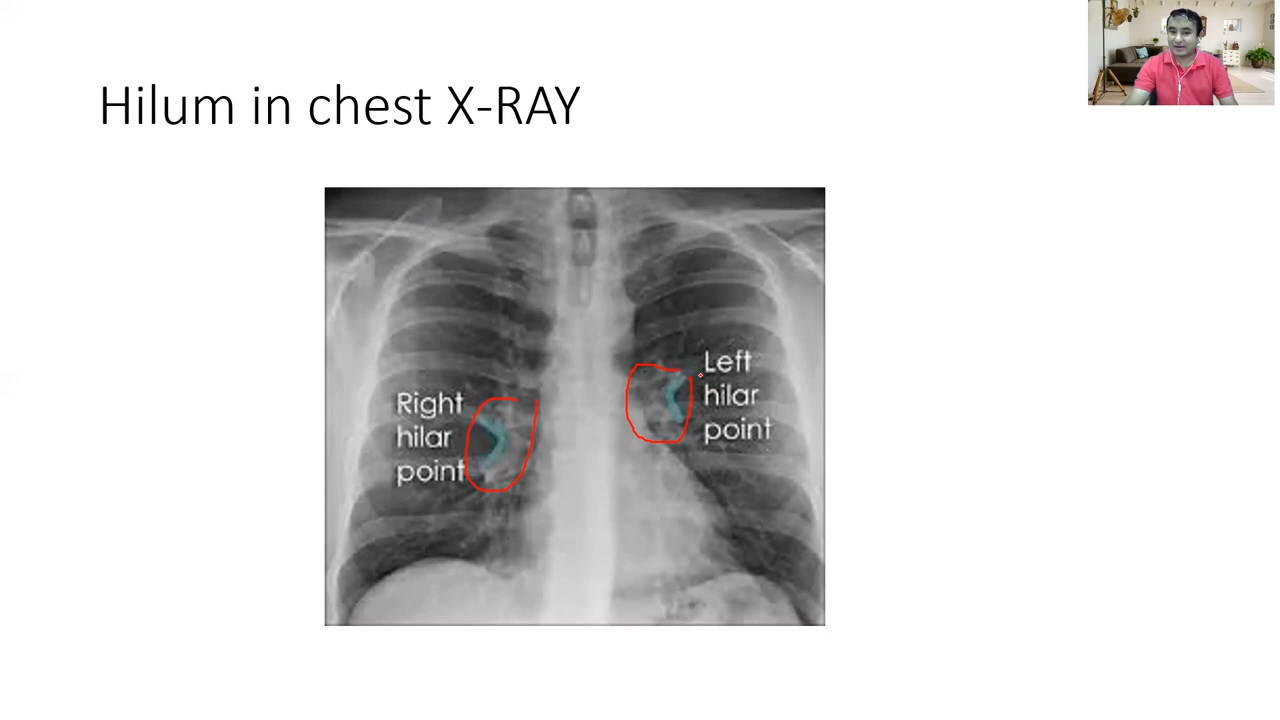 Hilum in chest X-RAY
Right
hilar
point
Left
hilar
point